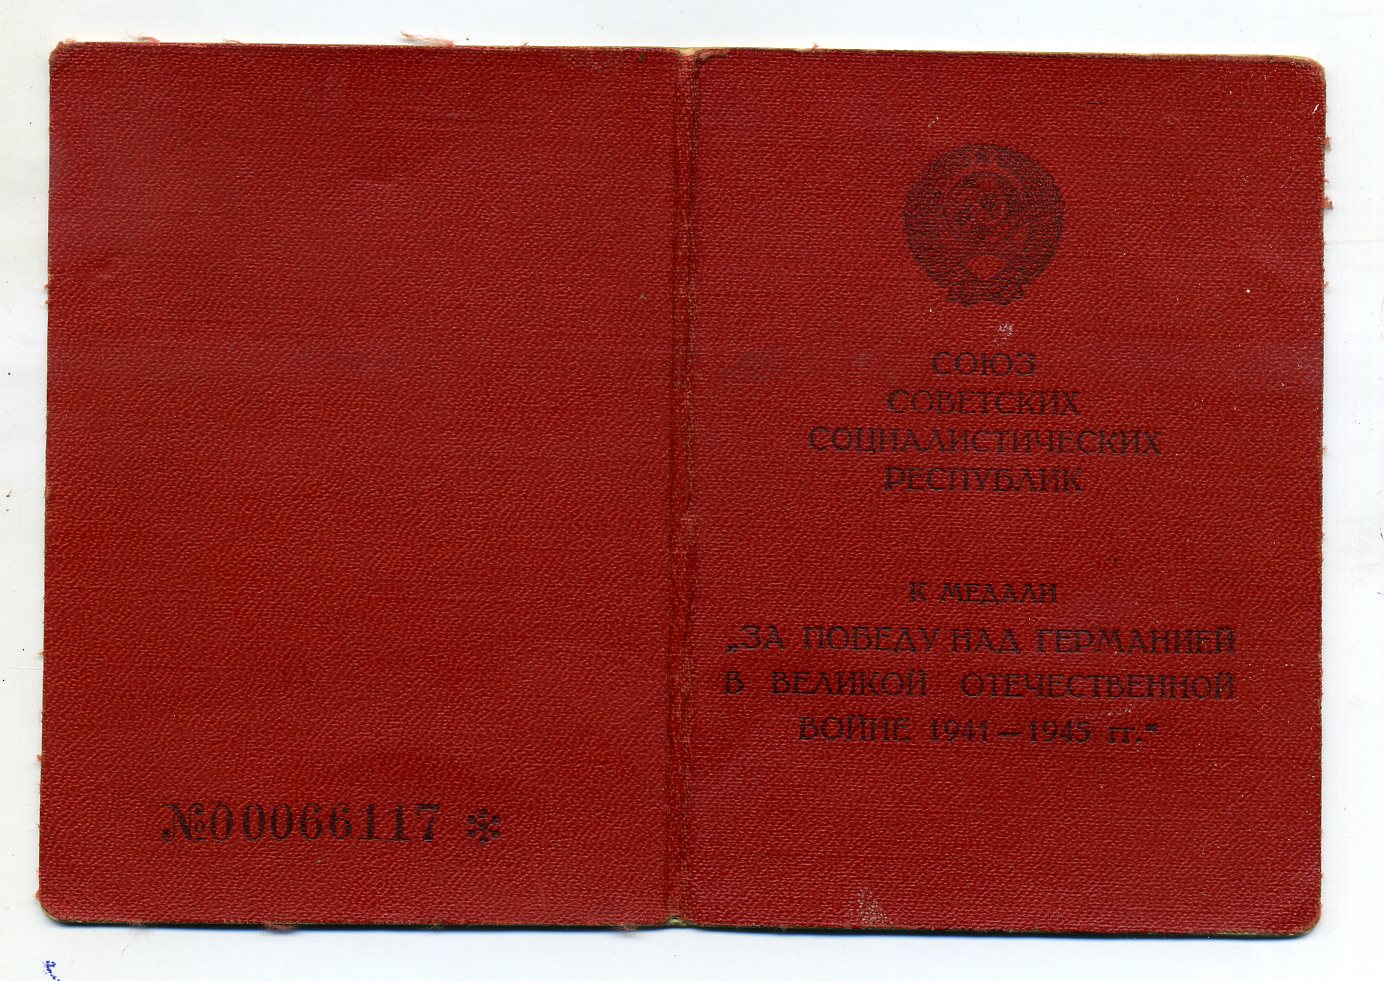 №00066117 *
СОЮЗ
СОВЕТСКИХ
СОЦИАЛИСТИЧЕСКИХ
РЕСПУБЛИК
К МЕДАЛИ
„ЗА ПОБЕДУ НАД ГЕРМАНИЕЙ
В ВЕЛИКОЙ ОТЕЧЕСТВЕННОЙ
ВОЙНЕ 1941—1945 гг.“